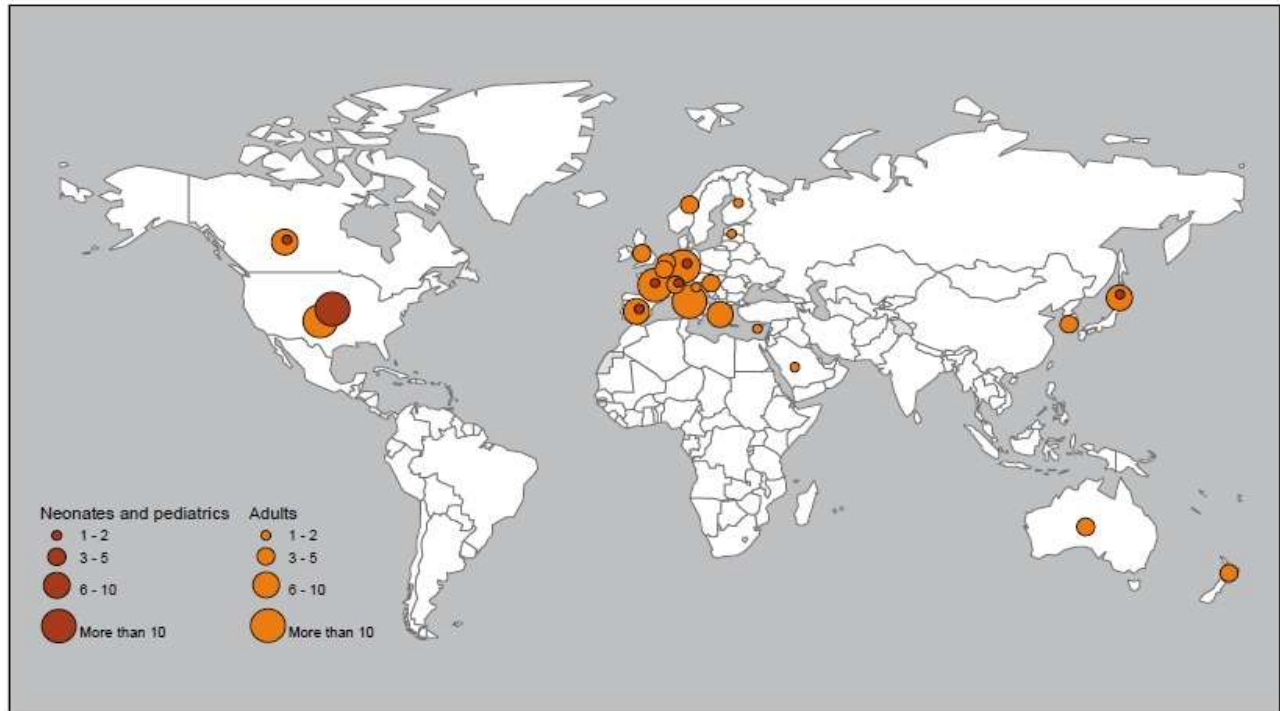 Neonates and pediatrics Adults
1 - 2 1 - 2
3 - 5 3 - 5
6 - 10 6 - 10
More than 10 More than 10